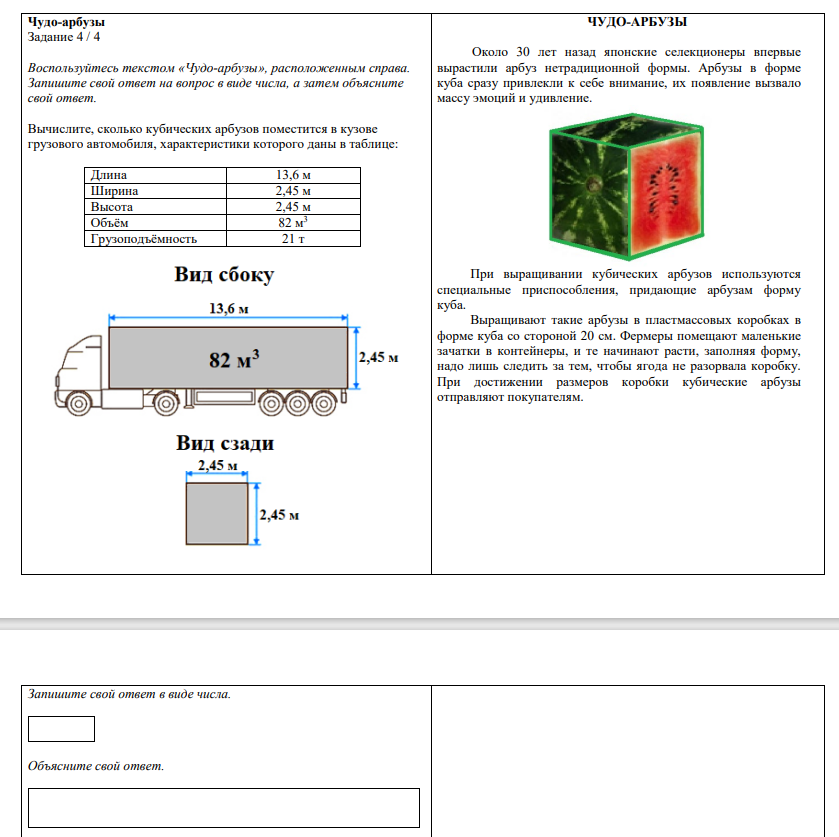 Чудо-арбузы
Задание 4 / 4
Воспользуйтесь текстом «Чудо-арбузы», расположенным справа.
Запишите свой ответ на вопрос в виде числа, а затем объясните
свой ответ.
Вычислите, сколько кубических арбузов поместится в кузове
грузового автомобиля, характеристики которого даны в таблице:
Длина 13,6 м
Ширина 2,45 м
Высота 2,45 м
Объём 82 м³
Грузоподъёмность 21 т
Вид сбоку
13,6 м
82 м³
2,45 м
Вид сзади
2,45 м
2,45 м
ЧУДО-АРБУЗЫ
Около 30 лет назад японские селекционеры впервые
вырастили арбуз нетрадиционной формы. Арбузы в форме
куба сразу привлекли к себе внимание, их появление вызвало
массу эмоций и удивление.
При выращивании кубических арбузов используются
специальные приспособления, придающие арбузам форму
куба.
Выращивают такие арбузы в пластмассовых коробках в
форме куба со стороной 20 см. Фермеры помещают маленькие
зачатки в контейнеры, и те начинают расти, заполняя форму,
надо лишь следить за тем, чтобы ягода не разорвала коробку.
При достижении размеров коробки кубические арбузы
отправляют покупателям.
Запишите свой ответ в виде числа.
Объясните свой ответ.